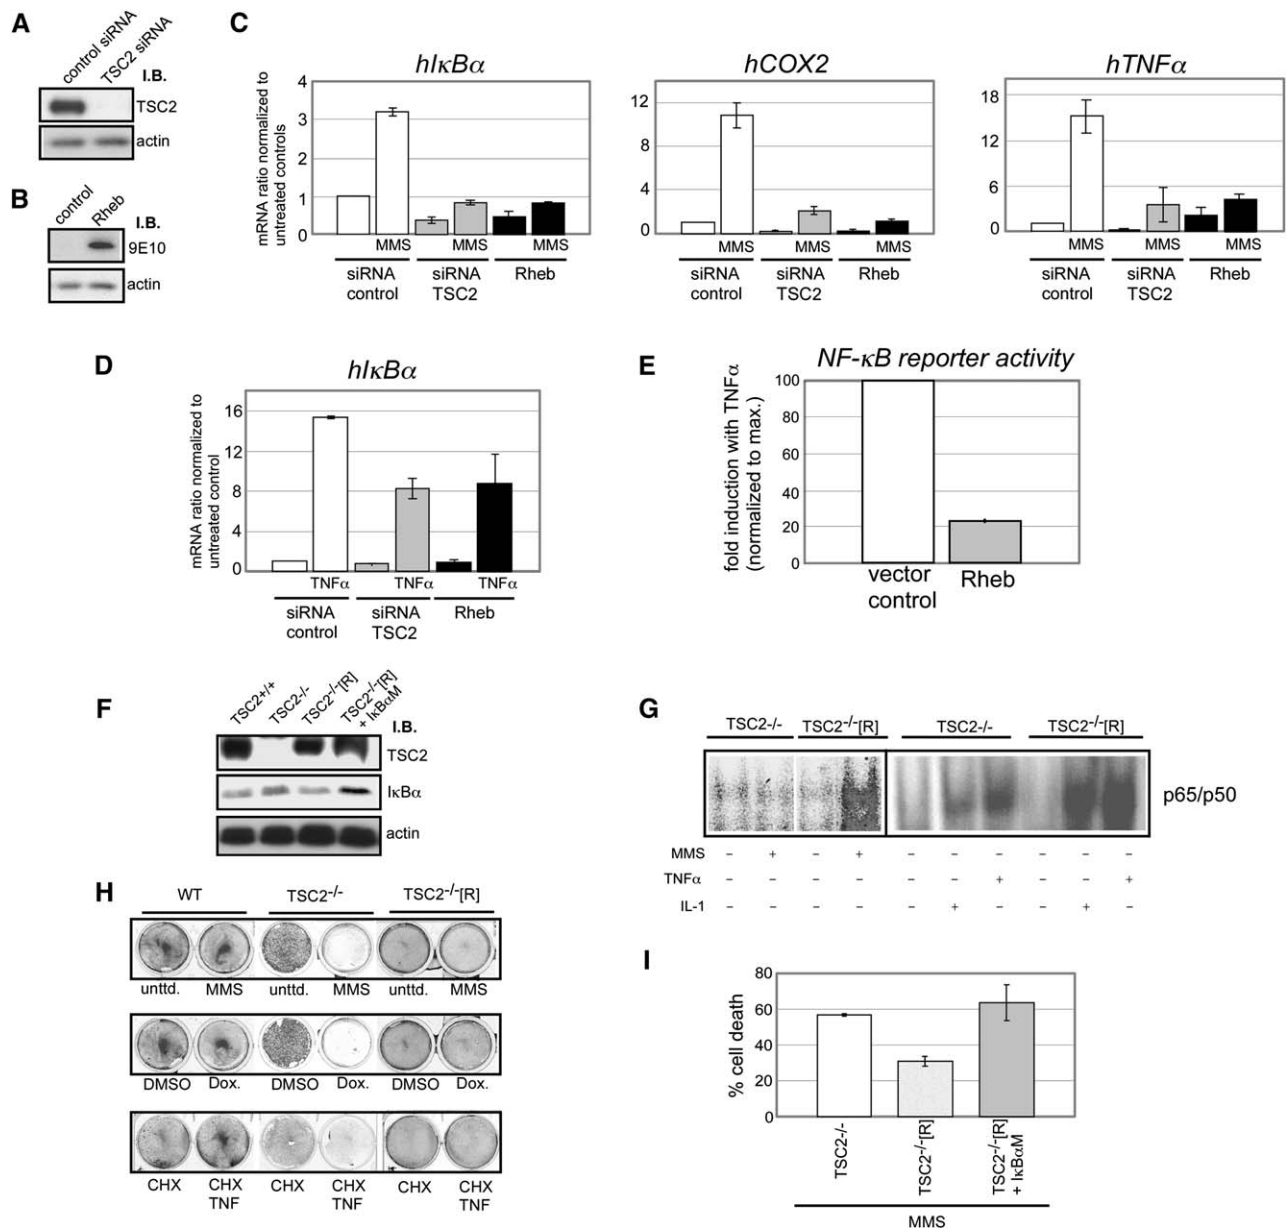 A
control siRNA
TSC2 siRNA
I.B.
TSC2
actin
B
control
Rheb
I.B.
9E10
actin
C
hIκBα
mRNA ratio normalized to
untreated controls
4
3
2
1
0
MMS
MMS
MMS
siRNA
control
siRNA
TSC2
Rheb
hCOX2
12
8
4
0
MMS
MMS
MMS
siRNA
control
siRNA
TSC2
Rheb
hTNFα
18
12
6
0
MMS
MMS
MMS
siRNA
control
siRNA
TSC2
Rheb
D
hIκBα
mRNA ratio normalized to
untreated control
16
12
8
4
0
TNFα
TNFα
TNFα
siRNA
control
siRNA
TSC2
Rheb
E
NF-κB reporter activity
fold induction with TNFα
(normalized to max.)
100
80
60
40
20
0
vector
control
Rheb
F
TSC2+/+
TSC2-/-
TSC2-/-[R]
TSC2-/-[R]
+ IκBαM
I.B.
TSC2
IκBα
actin
G
TSC2-/-
TSC2-/-[R]
TSC2-/-
TSC2-/-[R]
p65/p50
MMS – + – + – – – – – –
TNFα – – – – – – + – – +
IL-1 – – – – – + – – + –
H
WT
TSC2-/-
TSC2-/-[R]
unttd. MMS unttd. MMS unttd. MMS
DMSO Dox. DMSO Dox. DMSO Dox.
CHX CHX CHX CHX CHX CHX
TNF TNF TNF
I
% cell death
80
60
40
20
0
TSC2-/-
TSC2-/-[R]
TSC2-/-[R]
+ IκBαM
MMS